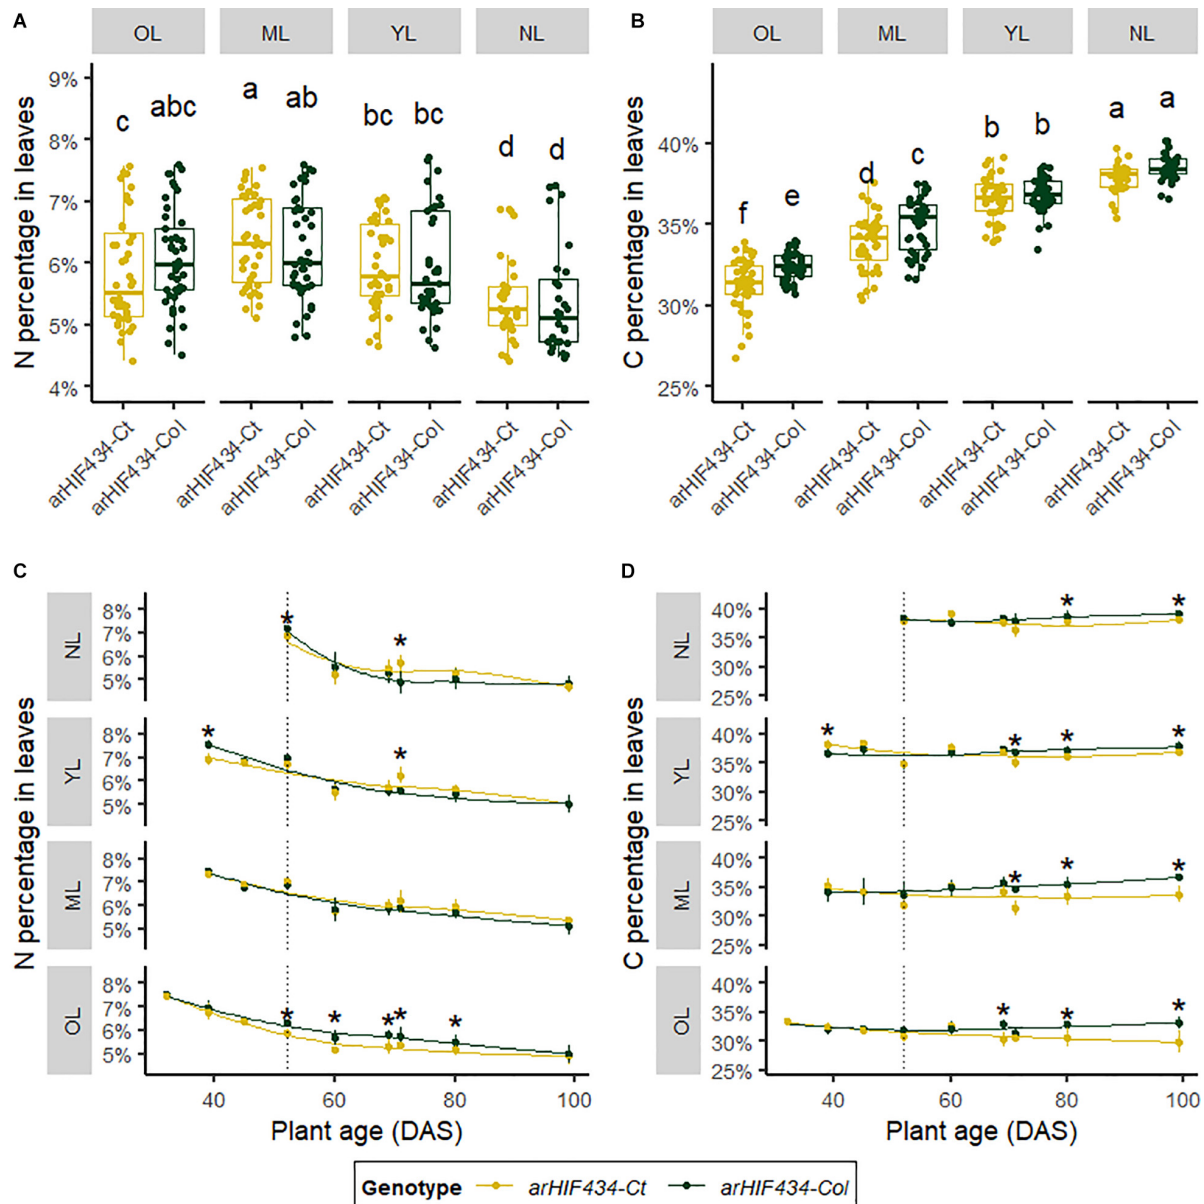 A
B
OL ML YL NL
OL ML YL NL
N percentage in leaves
9%
8%
7%
6%
5%
4%
c abc a ab bc bc d d
arHIF434-Ct arHIF434-Col arHIF434-Ct arHIF434-Col arHIF434-Ct arHIF434-Col arHIF434-Ct arHIF434-Col
C percentage in leaves
40%
35%
30%
25%
f e d c b b a a
arHIF434-Ct arHIF434-Col arHIF434-Ct arHIF434-Col arHIF434-Ct arHIF434-Col arHIF434-Ct arHIF434-Col
C
N percentage in leaves
NL
8%
7%
6%
5%
* *
YL
8%
7%
6%
5%
* *
ML
8%
7%
6%
5%
OL
8%
7%
6%
5%
* * * * *
40 60 80 100
Plant age (DAS)
D
C percentage in leaves
NL
40%
35%
30%
25%
* *
YL
40%
35%
30%
25%
* * * *
ML
40%
35%
30%
25%
* * *
OL
40%
35%
30%
25%
* * *
40 60 80 100
Plant age (DAS)
Genotype arHIF434-Ct arHIF434-Col